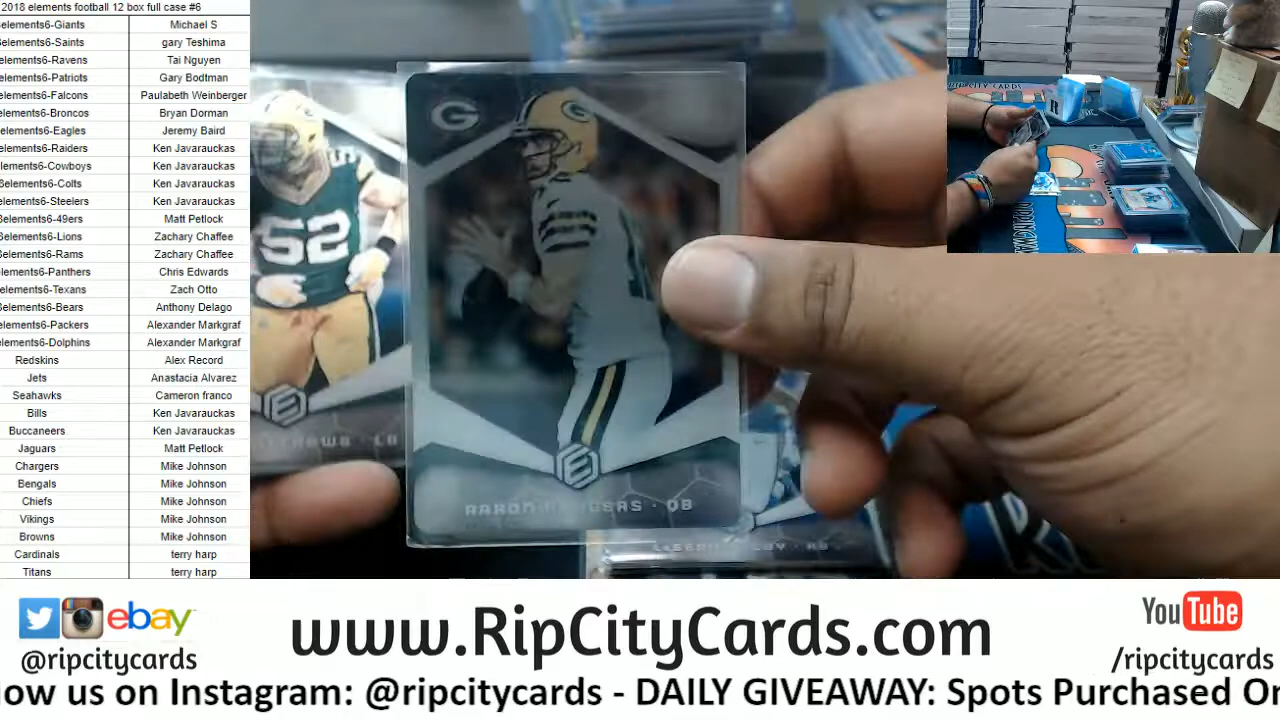 2018 elements football 12 box full case #6
elements6-Giants Michael S
elements6-Saints gary Teshima
elements6-Ravens Tai Nguyen
elements6-Patriots Gary Bodtman
elements6-Falcons Paulabeth Weinberger
elements6-Broncos Bryan Dorman
elements6-Eagles Jeremy Baird
elements6-Raiders Ken Javarauckas
elements6-Cowboys Ken Javarauckas
elements6-Colts Ken Javarauckas
elements6-Steelers Ken Javarauckas
elements6-49ers Matt Petlock
elements6-Lions Zachary Chaffee
elements6-Rams Zachary Chaffee
elements6-Panthers Chris Edwards
elements6-Texans Zach Otto
elements6-Bears Anthony Delago
elements6-Packers Alexander Markgraf
elements6-Dolphins Alexander Markgraf
Redskins Alex Record
Jets Anastacia Alvarez
Seahawks Cameron franco
Bills Ken Javarauckas
Buccaneers Ken Javarauckas
Jaguars Matt Petlock
Chargers Mike Johnson
Bengals Mike Johnson
Chiefs Mike Johnson
Vikings Mike Johnson
Browns Mike Johnson
Cardinals terry harp
Titans terry harp
G
52
E
AARON RODGERS · QB
ebay
@ripcitycards
www.RipCityCards.com
YouTube
/ripcitycards
ow us on Instagram: @ripcitycards - DAILY GIVEAWAY: Spots Purchased On